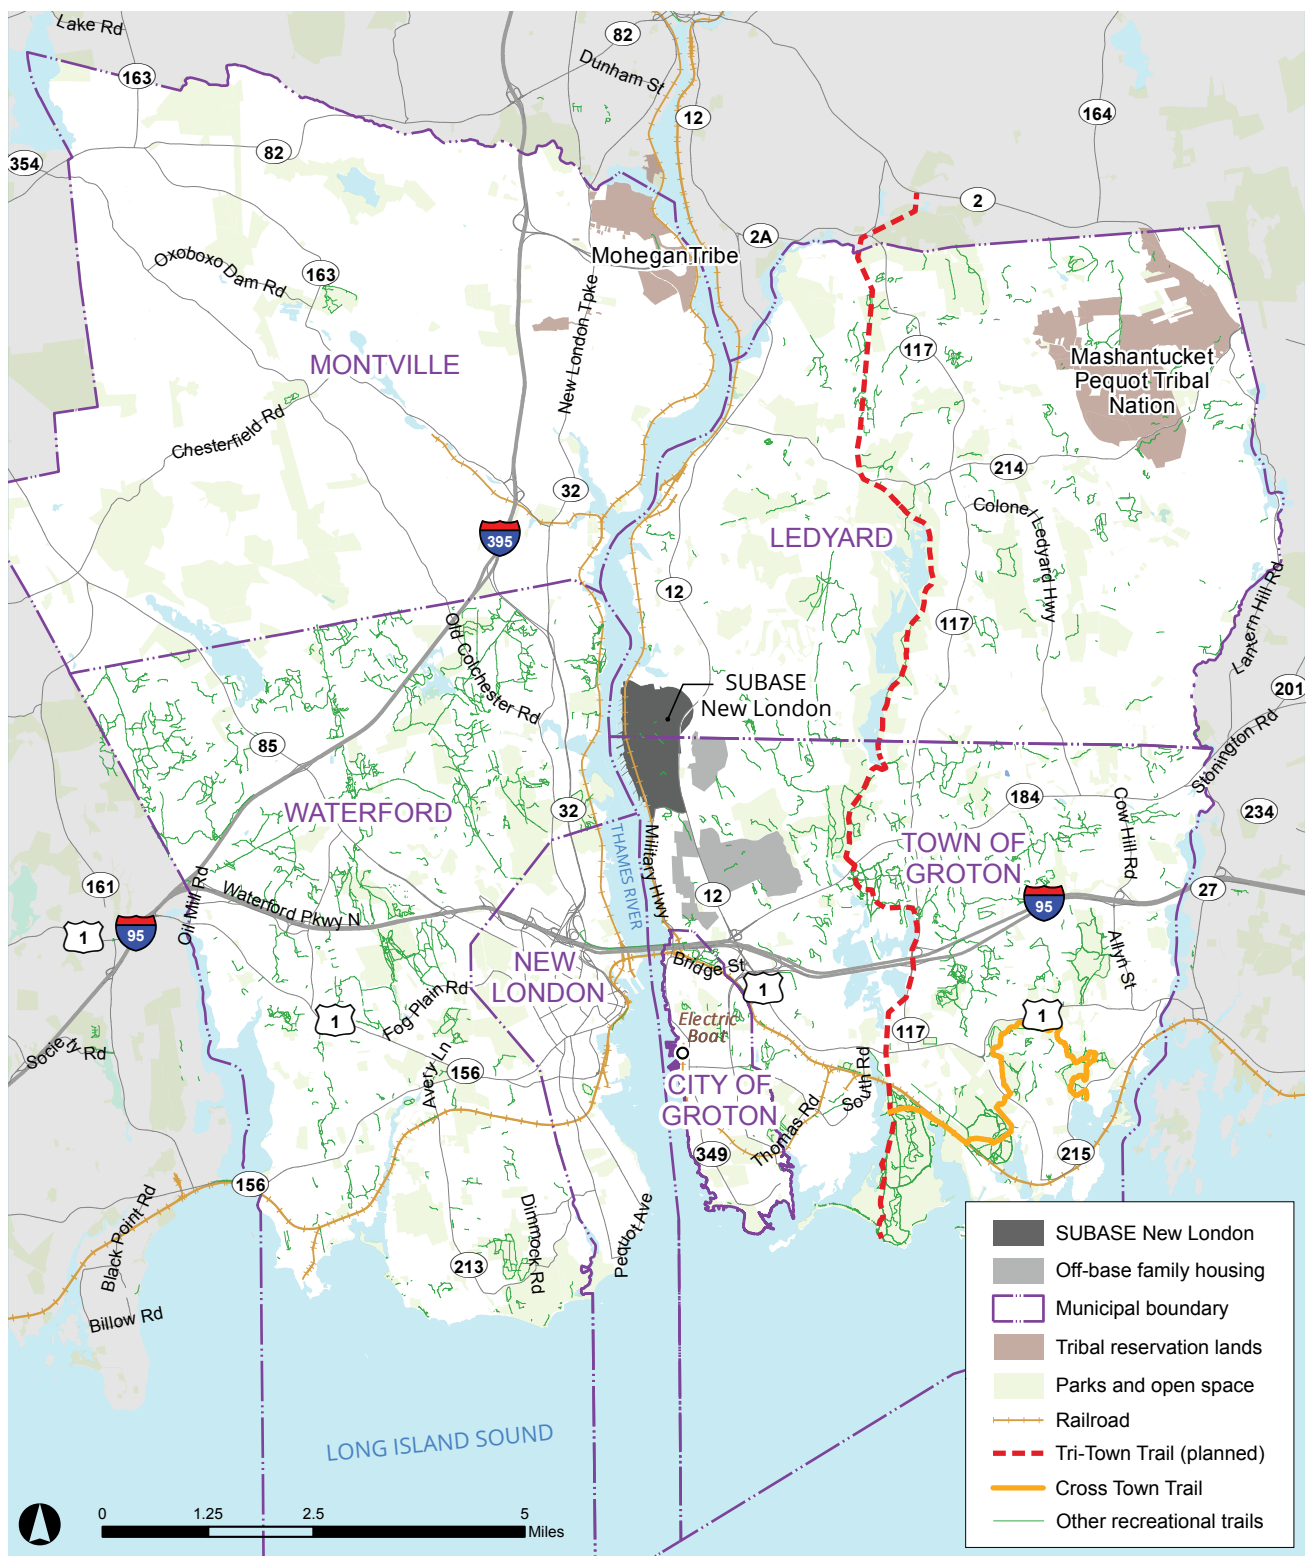 Lake Rd
82
Dunham St
163
12
164
82
354
2
2A
MoheganTribe
Oxoboxo Dam Rd
163
New London Tpke
117
Mashantucket
Pequot Tribal
Nation
MONTVILLE
Chesterfield Rd
214
32
Colonel Ledyard Hwy
395
LEDYARD
12
117
Lantern Hill Rd
Old Colchester Rd
SUBASE
New London
201
Stonington Rd
85
184
Cow Hill Rd
234
32
WATERFORD
THAMES RIVER
Military Hwy
TOWN OF
GROTON
161
Oil Mill Rd
Waterford Pkwy N
12
95
27
1
95
Allyn St
Bridge St
NEW
LONDON
1
Fog Plain Rd
1
Electric
Boat
117
1
Society Rd
Avery Ln
156
CITY OF
GROTON
South Rd
Thomas Rd
349
215
156
Black Point Rd
Dimmock Rd
Pequot Ave
213
Billow Rd
LONG ISLAND SOUND
SUBASE New London
Off-base family housing
Municipal boundary
Tribal reservation lands
Parks and open space
Railroad
Tri-Town Trail (planned)
Cross Town Trail
Other recreational trails
0 1.25 2.5 5
Miles